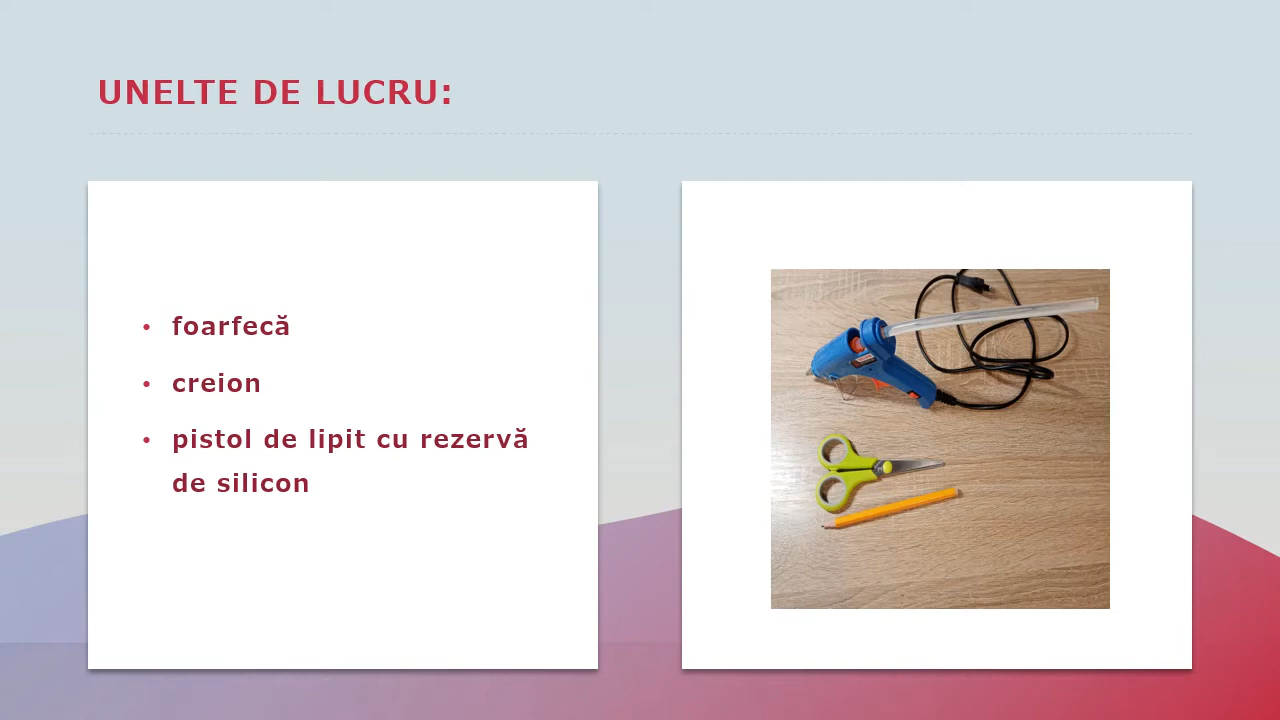 UNELTE DE LUCRU:
• foarfecă
• creion
• pistol de lipit cu rezervă
de silicon